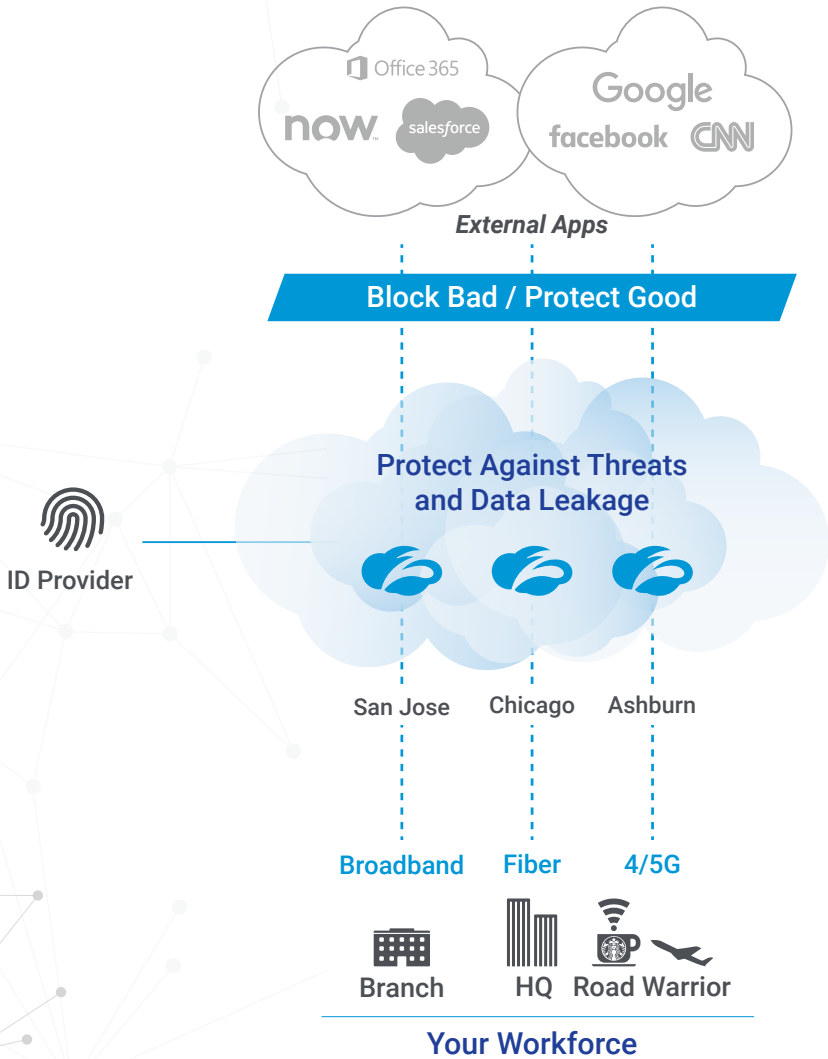 Office 365
now™
salesforce
Google
facebook
CNN
External Apps
Block Bad / Protect Good
Protect Against Threats
and Data Leakage
ID Provider
San Jose
Chicago
Ashburn
Broadband
Fiber
4/5G
Branch
HQ
Road Warrior
Your Workforce